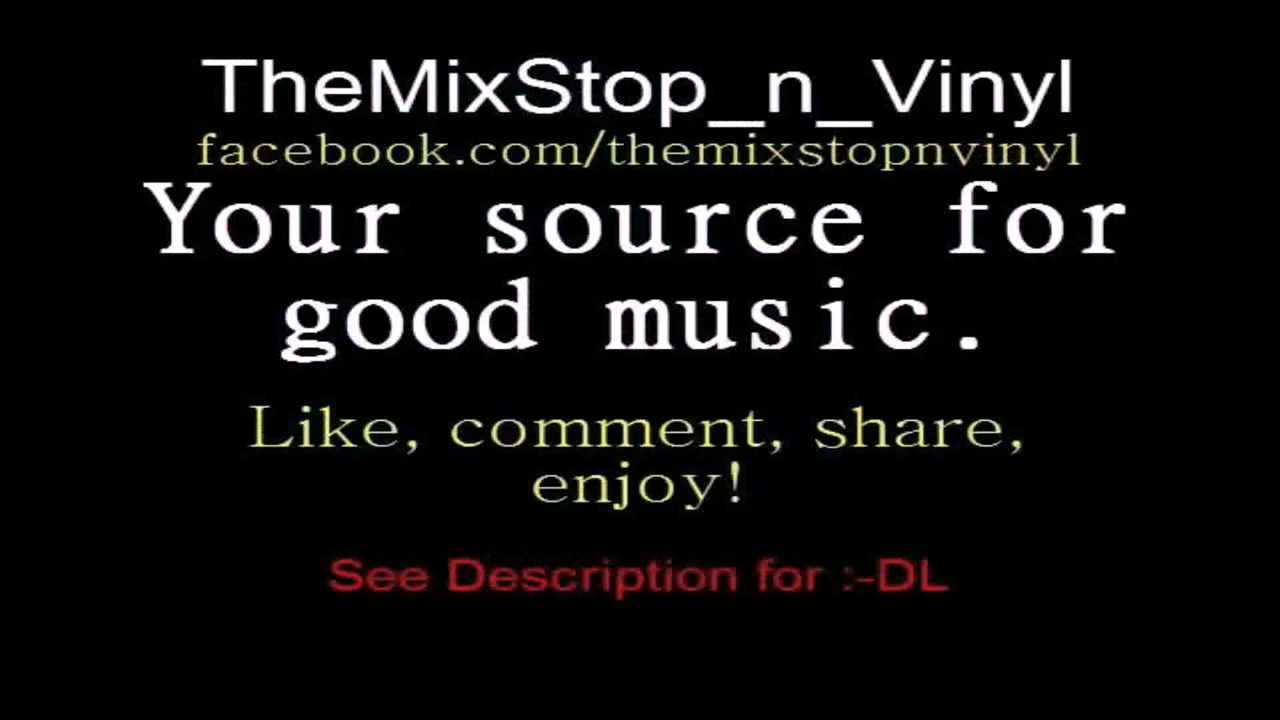 TheMixStop_n_Vinyl
facebook.com/themixstopnvinyl
Your source for
good music.
Like, comment, share,
enjoy!
See Description for :-DL